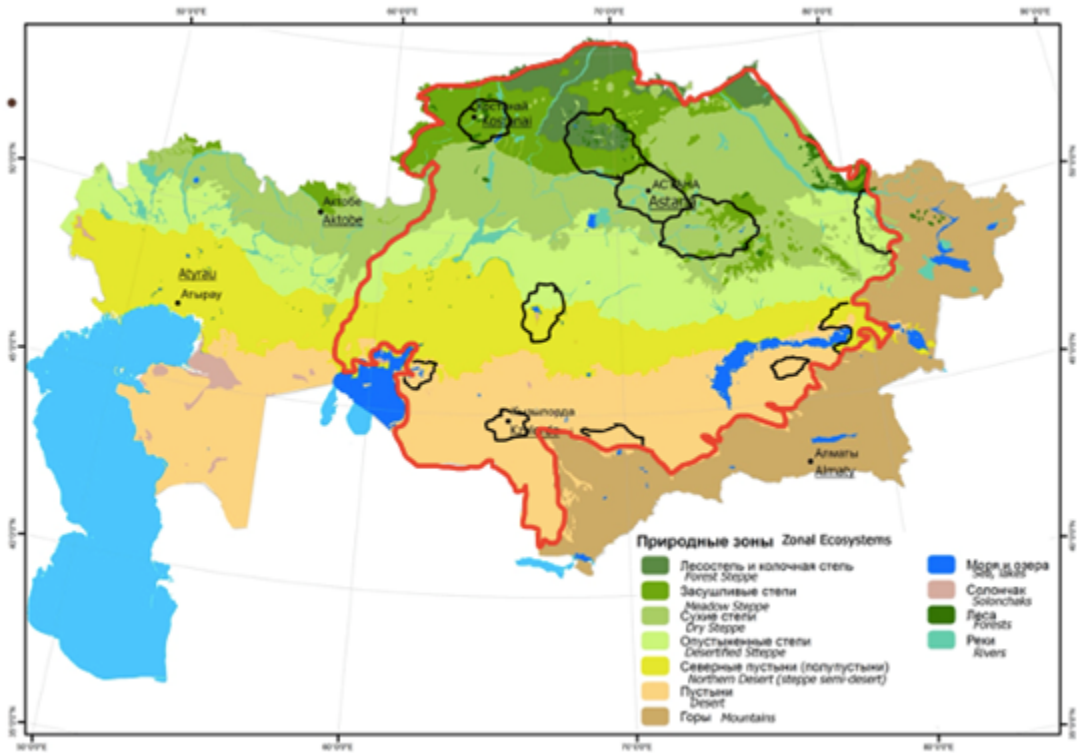 Костанай
Kostanai
АСТАНА
Astana
Актобе
Aktobe
Atyrau
Атырау
Кызылорда
Алматы
Almaty
Природные зоны Zonal Ecosystems
Лесостепь и колочная степь
Forest Steppe
Засушливые степи
Meadow Steppe
Сухие степи
Dry Steppe
Опустыненные степи
Desertified Stteppe
Северные пустыни (полупустыни)
Northern Desert (steppe semi-desert)
Пустыни
Desert
Горы Mountains
Моря и озера
Sea, lakes
Солончак
Solonchaks
Леса
Forests
Реки
Rivers